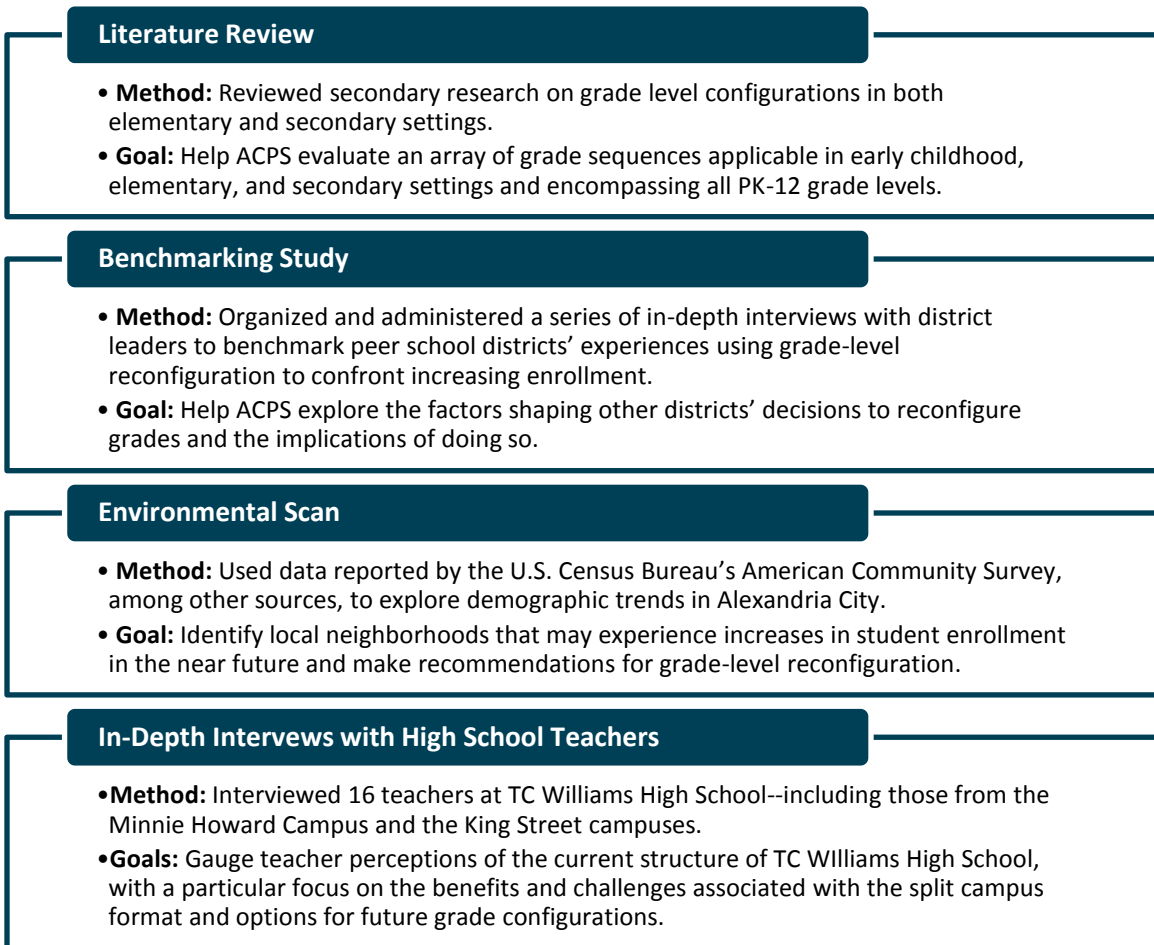 Literature Review
• Method: Reviewed secondary research on grade level configurations in both
elementary and secondary settings.
• Goal: Help ACPS evaluate an array of grade sequences applicable in early childhood,
elementary, and secondary settings and encompassing all PK-12 grade levels.
Benchmarking Study
• Method: Organized and administered a series of in-depth interviews with district
leaders to benchmark peer school districts’ experiences using grade-level
reconfiguration to confront increasing enrollment.
• Goal: Help ACPS explore the factors shaping other districts’ decisions to reconfigure
grades and the implications of doing so.
Environmental Scan
• Method: Used data reported by the U.S. Census Bureau’s American Community Survey,
among other sources, to explore demographic trends in Alexandria City.
• Goal: Identify local neighborhoods that may experience increases in student enrollment
in the near future and make recommendations for grade-level reconfiguration.
In-Depth Intervews with High School Teachers
•Method: Interviewed 16 teachers at TC Williams High School--including those from the
Minnie Howard Campus and the King Street campuses.
•Goals: Gauge teacher perceptions of the current structure of TC WIlliams High School,
with a particular focus on the benefits and challenges associated with the split campus
format and options for future grade configurations.